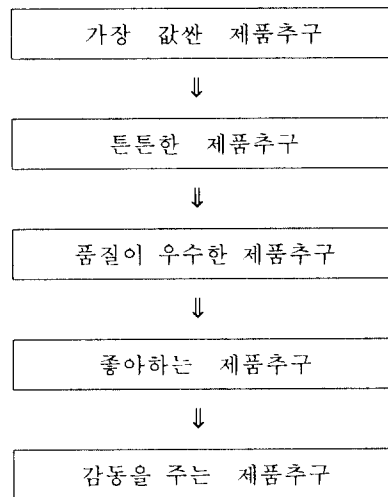 가장 값싼 제품추구
⇓
튼튼한 제품추구
⇓
품질이 우수한 제품추구
⇓
좋아하는 제품추구
⇓
감동을 주는 제품추구